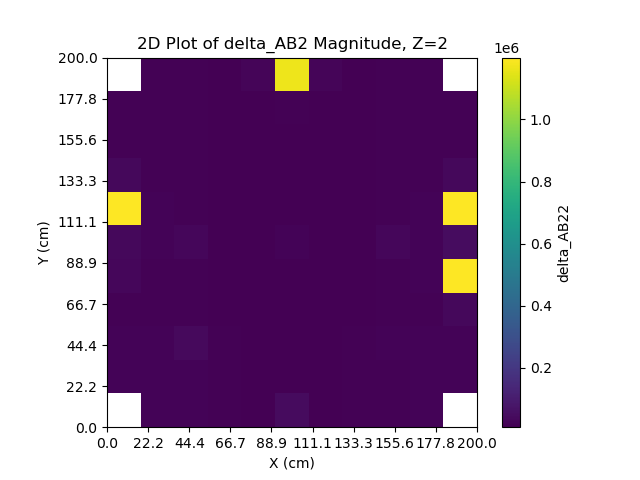 2D Plot of delta_AB2 Magnitude, Z=2
1e6
200.0
177.8
155.6
133.3
111.1
88.9
66.7
44.4
22.2
0.0
Y (cm)
0.0 22.2 44.4 66.7 88.9 111.1 133.3 155.6 177.8 200.0
X (cm)
1.0
0.8
0.6
0.4
0.2
delta_AB22